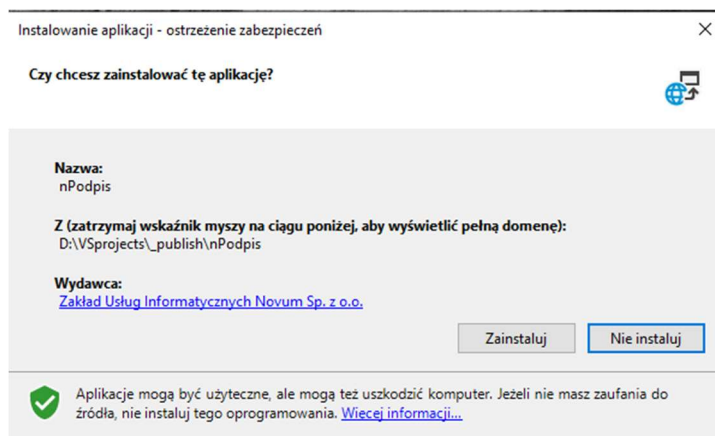 Instalowanie aplikacji - ostrzeżenie zabezpieczeń
Czy chcesz zainstalować tę aplikację?
Nazwa:
nPodpis
Z (zatrzymaj wskaźnik myszy na ciągu poniżej, aby wyświetlić pełną domenę):
D:\VSprojects\_publish\nPodpis
Wydawca:
Zakład Usług Informatycznych Novum Sp. z o.o.
Zainstaluj
Nie instaluj
Aplikacje mogą być użyteczne, ale mogą też uszkodzić komputer. Jeżeli nie masz zaufania do
źródła, nie instaluj tego oprogramowania. Więcej informacji...